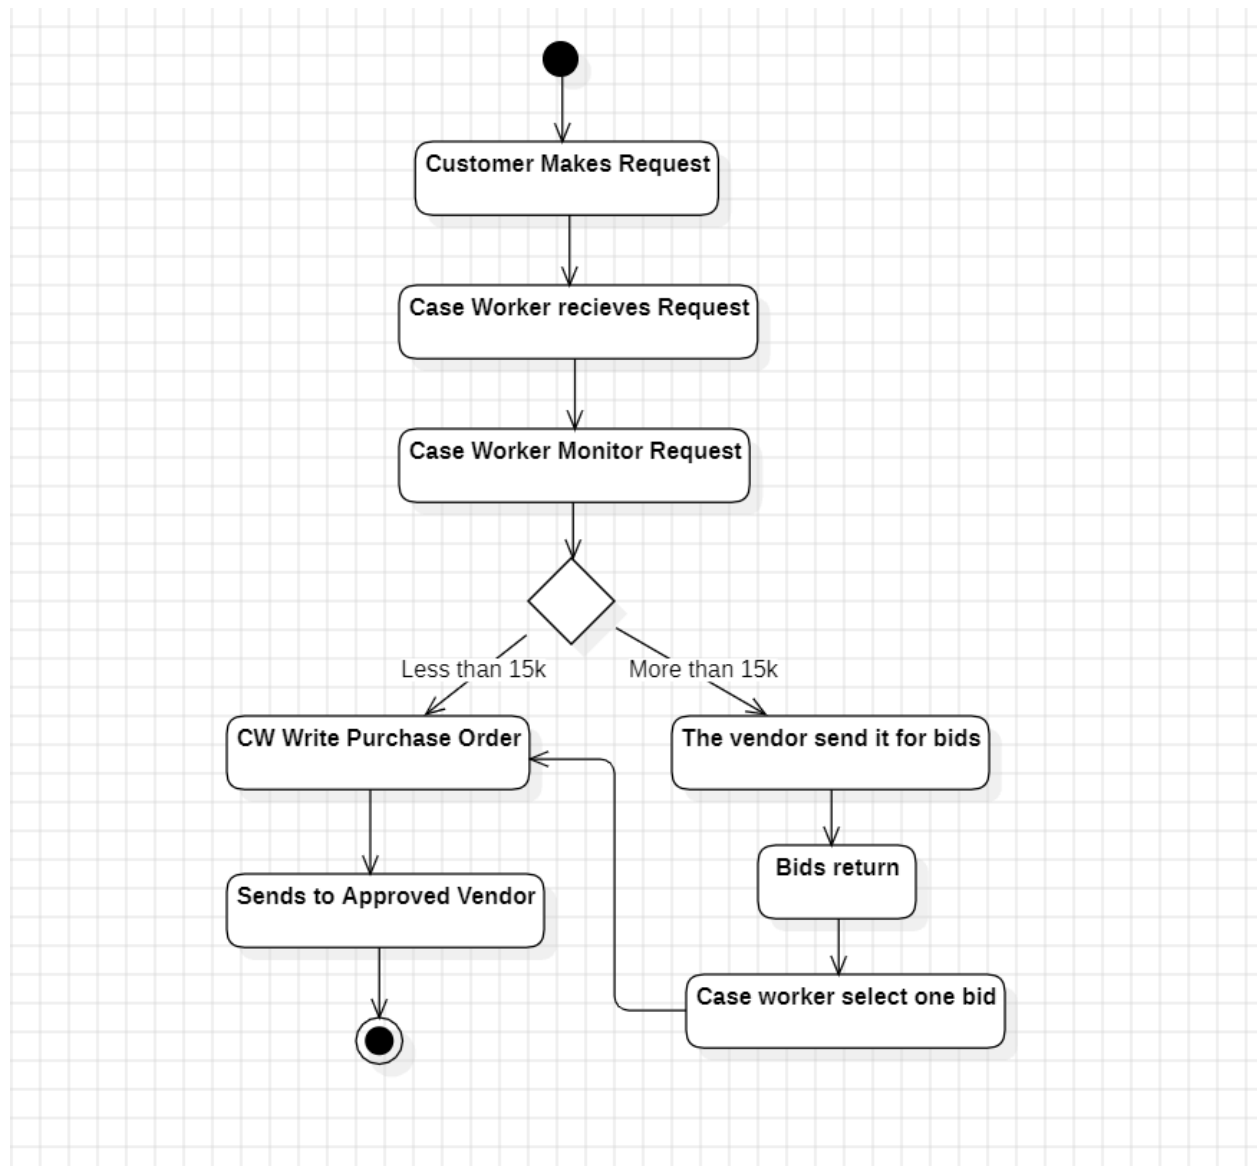 Customer Makes Request
Case Worker recieves Request
Case Worker Monitor Request
Less than 15k
More than 15k
CW Write Purchase Order
The vendor send it for bids
Bids return
Sends to Approved Vendor
Case worker select one bid